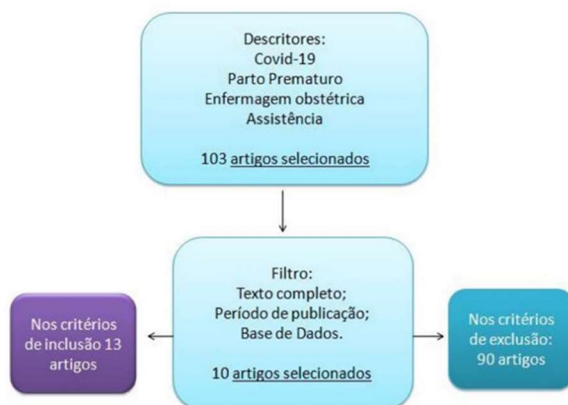 Descritores:
Covid-19
Parto Prematuro
Enfermagem obstétrica
Assistência
103 artigos selecionados
Filtro:
Texto completo;
Período de publicação;
Base de Dados.
10 artigos selecionados
Nos critérios
de inclusão 13
artigos
Nos critérios
de exclusão:
90 artigos